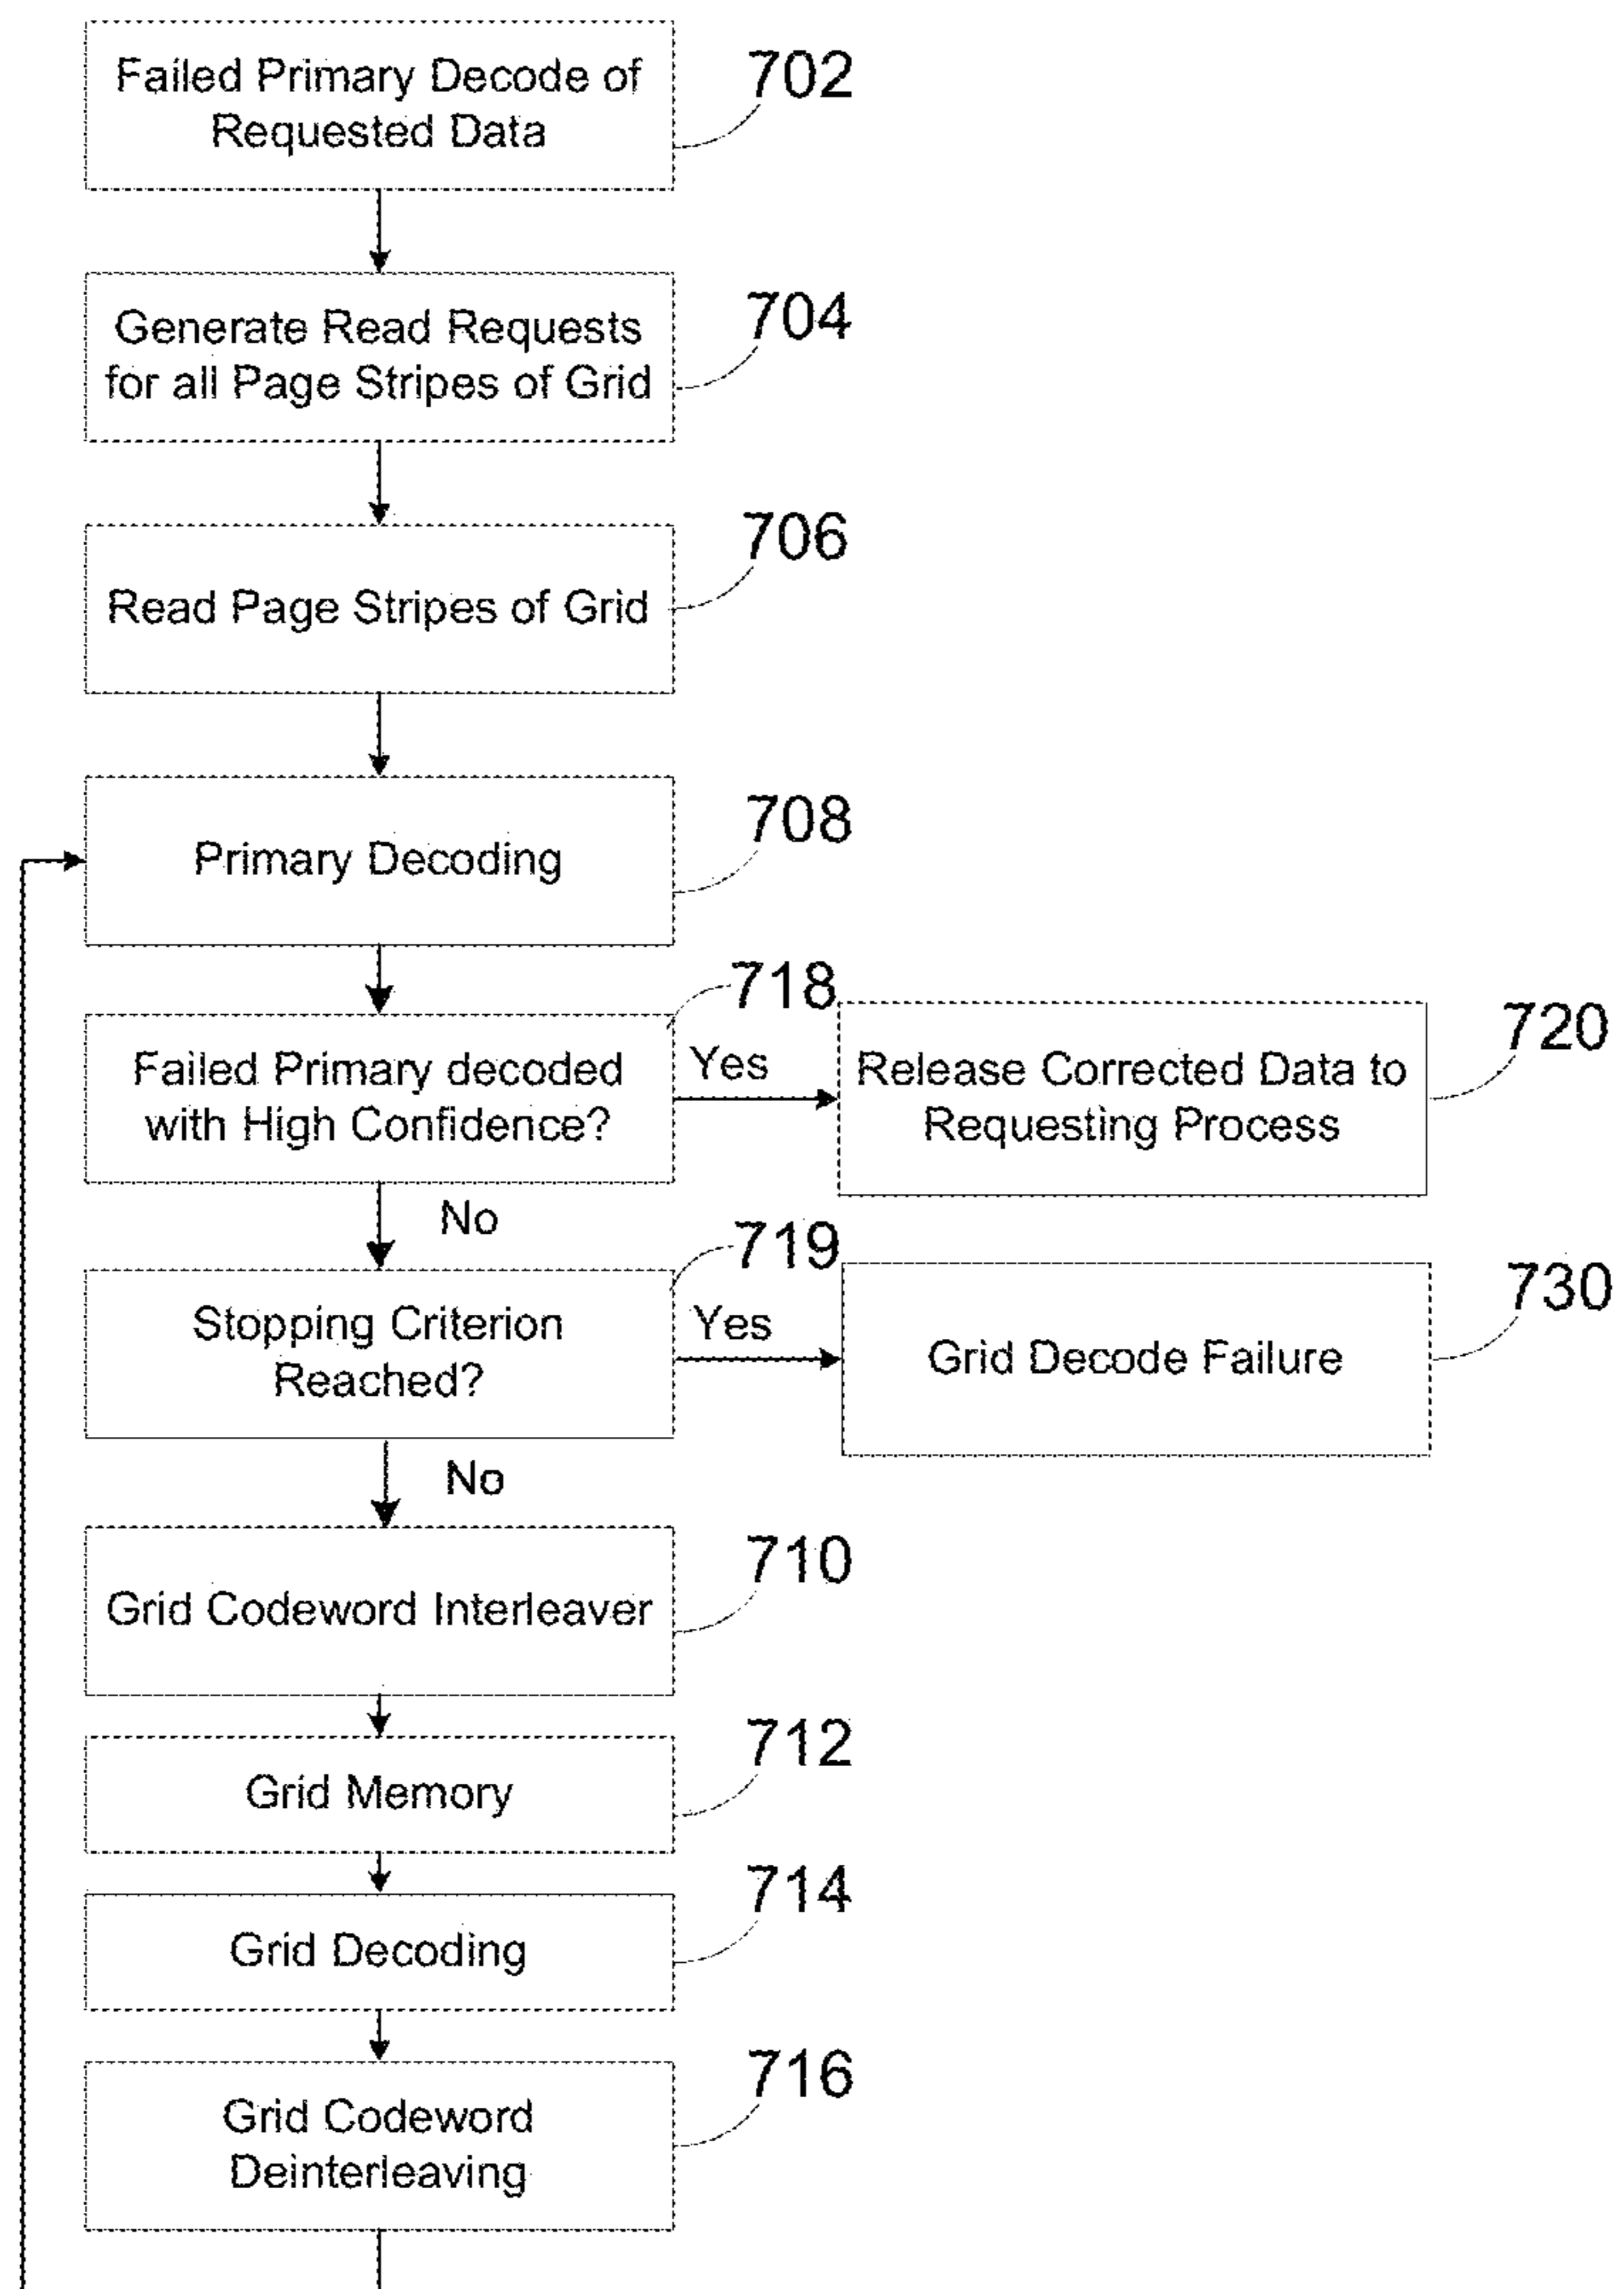 Failed Primary Decode of
Requested Data
702
Generate Read Requests
for all Page Stripes of Grid
704
Read Page Stripes of Grid
706
Primary Decoding
708
Failed Primary decoded
with High Confidence?
718
Yes
Release Corrected Data to
Requesting Process
720
No
Stopping Criterion
Reached?
719
Yes
Grid Decode Failure
730
No
Grid Codeword Interleaver
710
Grid Memory
712
Grid Decoding
714
Grid Codeword
Deinterleaving
716